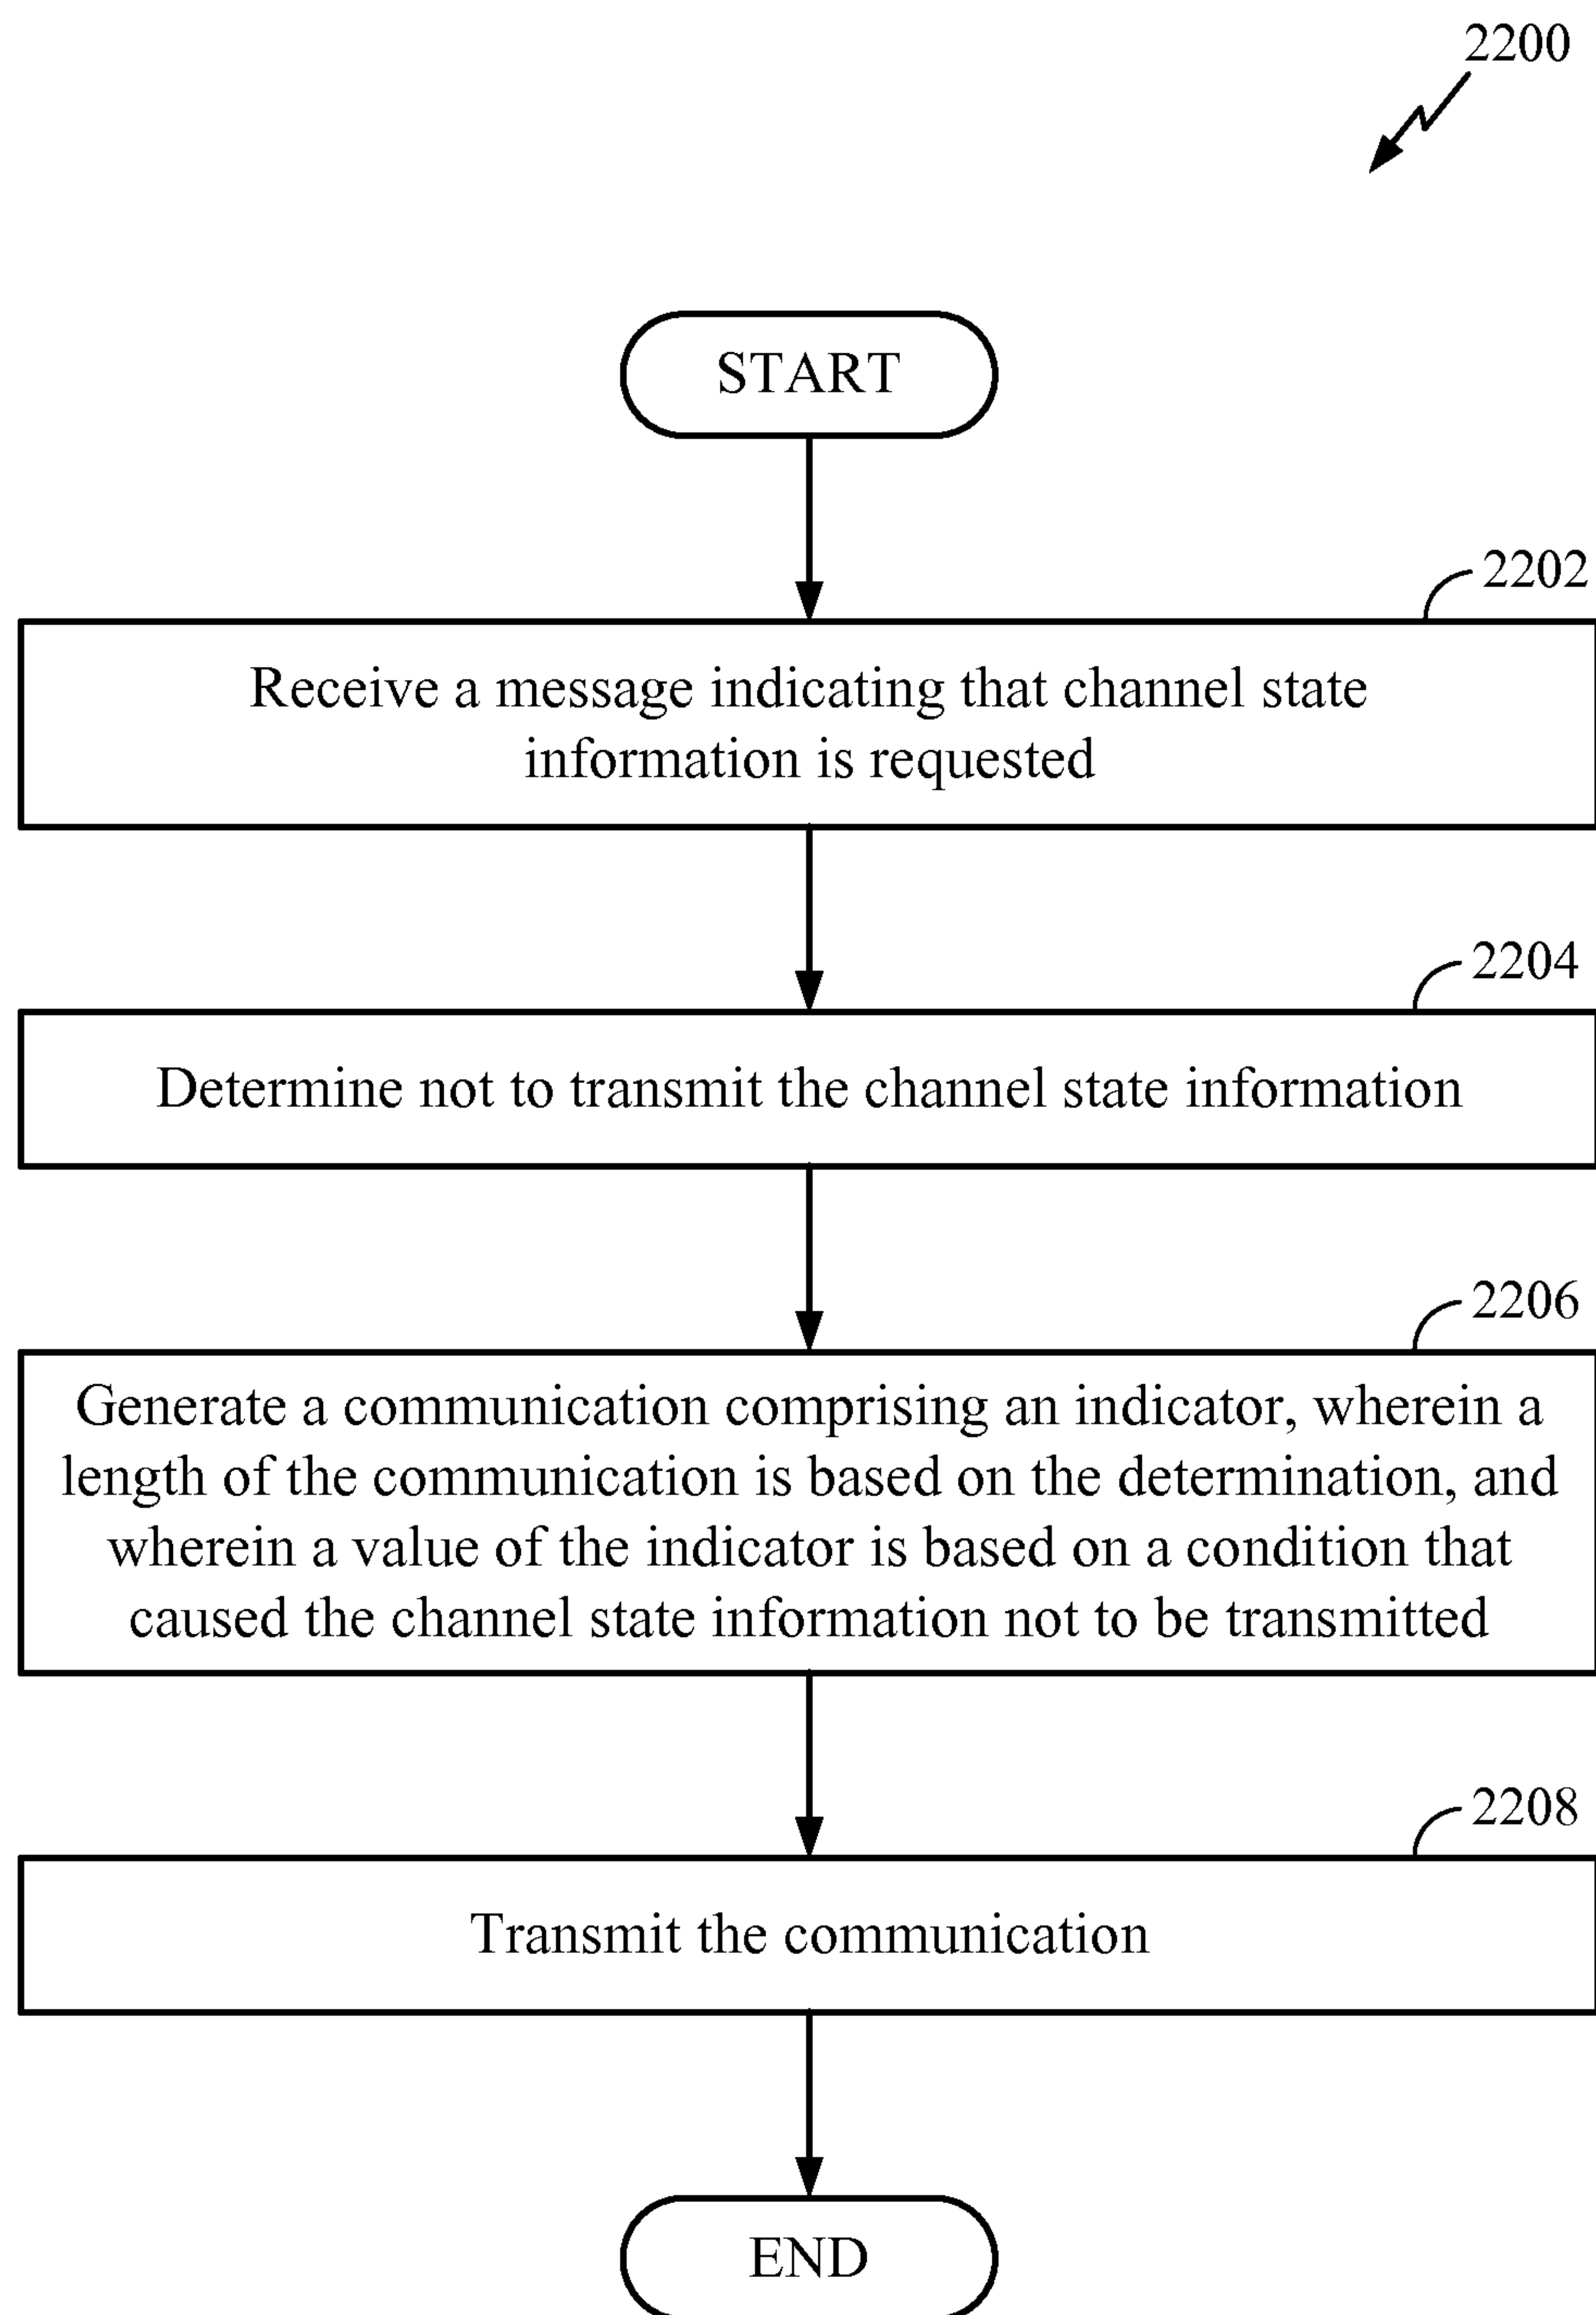 2200
START
2202
Receive a message indicating that channel state
information is requested
2204
Determine not to transmit the channel state information
2206
Generate a communication comprising an indicator, wherein a
length of the communication is based on the determination, and
wherein a value of the indicator is based on a condition that
caused the channel state information not to be transmitted
2208
Transmit the communication
END